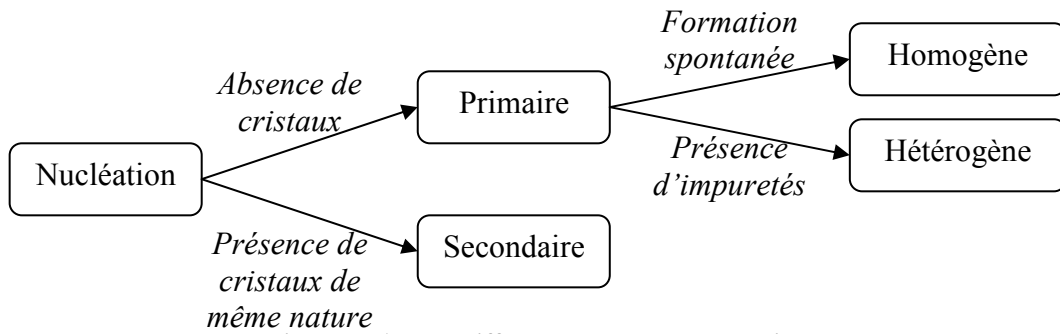 Formation
spontanée
Homogène
Absence de
cristaux
Primaire
Présence
d’impuretés
Hétérogène
Nucléation
Présence de
cristaux de
même nature
Secondaire